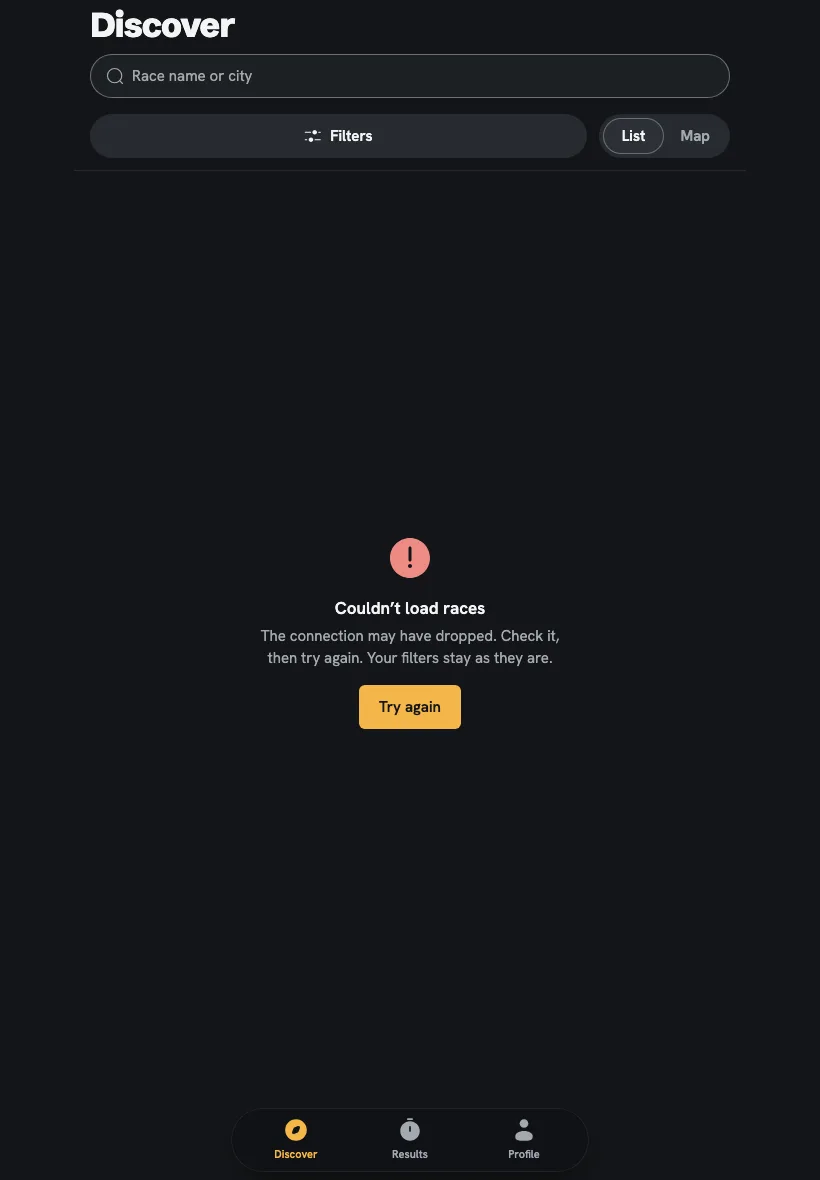 Discover
Race name or city
Filters
List
Map
Couldn’t load races
The connection may have dropped. Check it,
then try again. Your filters stay as they are.
Try again
Discover
Results
Profile